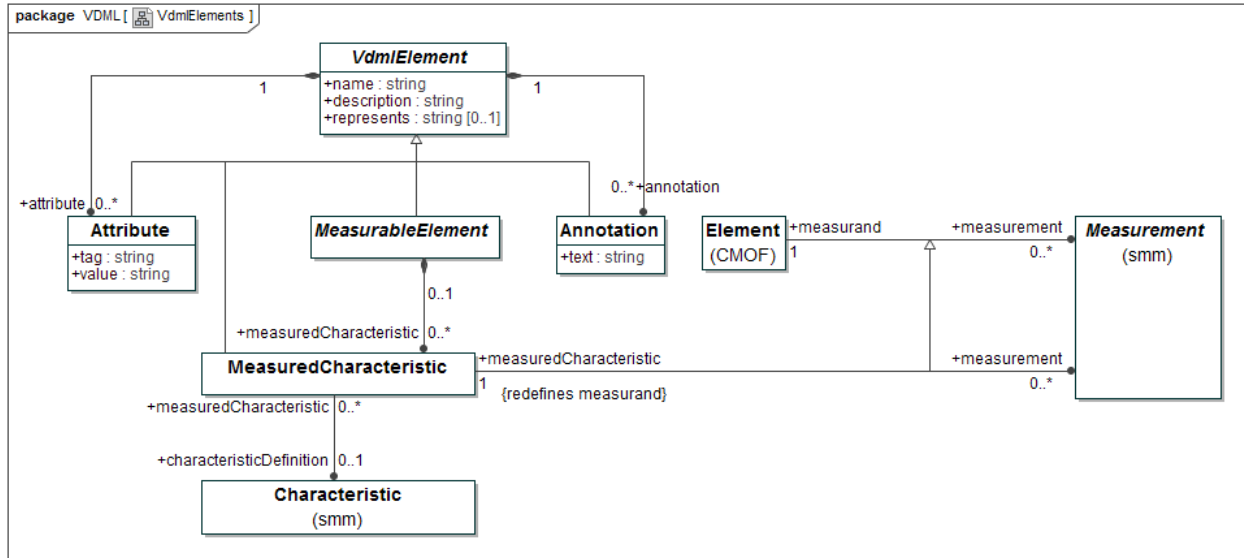 package VDML [ VdmlElements ]
VdmlElement
+name : string
+description : string
+represents : string [0..1]
1
1
+attribute 0..*
0..* +annotation
Attribute
+tag : string
+value : string
MeasurableElement
Annotation
+text : string
Element
(CMOF)
+measurand
1
+measurement
0..*
Measurement
(smm)
0..1
+measuredCharacteristic 0..*
MeasuredCharacteristic
+measuredCharacteristic
1
{redefines measurand}
+measurement
0..*
+measuredCharacteristic 0..*
+characteristicDefinition 0..1
Characteristic
(smm)